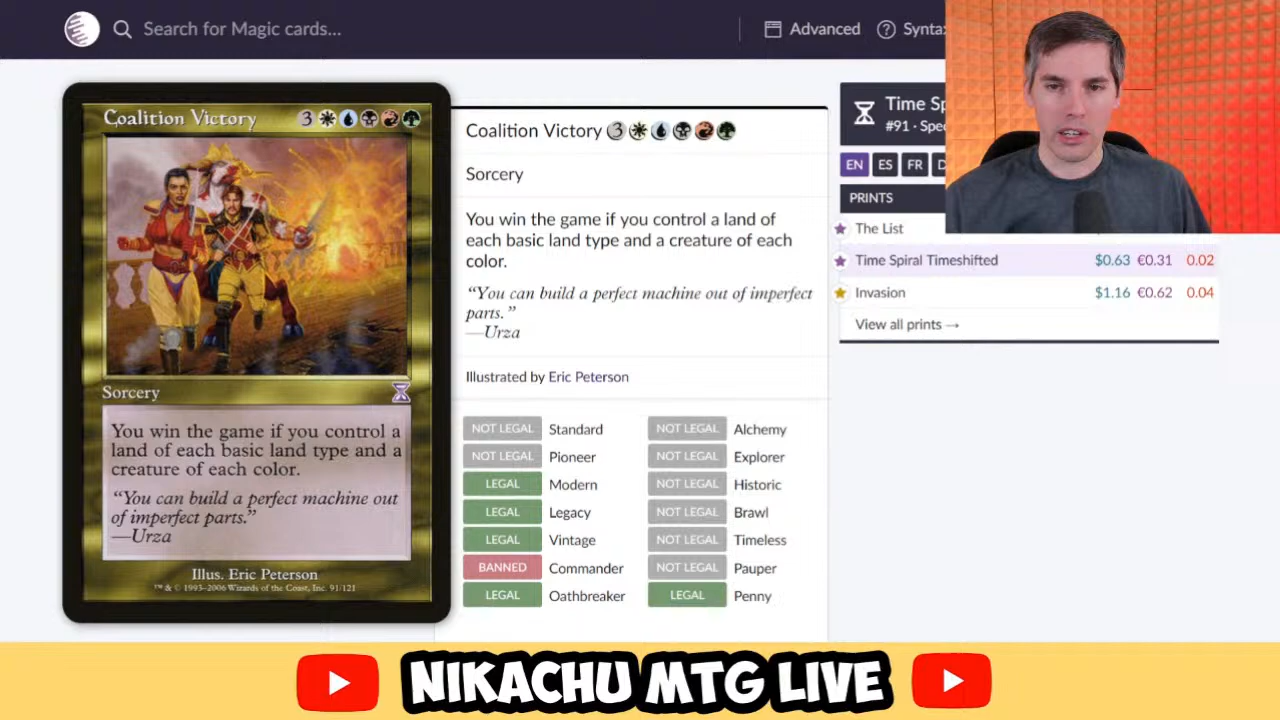 Search for Magic cards...
Advanced
Syntax
Coalition Victory 3
Sorcery
You win the game if you control a
land of each basic land type and a
creature of each color.
"You can build a perfect machine out
of imperfect parts."
—Urza
Illus. Eric Peterson
™ & © 1993–2006 Wizards of the Coast, Inc. 91/121
Coalition Victory 3
Sorcery
You win the game if you control a land of
each basic land type and a creature of each
color.
“You can build a perfect machine out of imperfect
parts.”
—Urza
Illustrated by Eric Peterson
NOT LEGAL Standard NOT LEGAL Alchemy
NOT LEGAL Pioneer NOT LEGAL Explorer
LEGAL Modern NOT LEGAL Historic
LEGAL Legacy NOT LEGAL Brawl
LEGAL Vintage NOT LEGAL Timeless
BANNED Commander NOT LEGAL Pauper
LEGAL Oathbreaker LEGAL Penny
Time Sp
#91 · Spec
EN ES FR D
PRINTS
The List
Time Spiral Timeshifted $0.63 €0.31 0.02
Invasion $1.16 €0.62 0.04
View all prints →
NIKACHU MTG LIVE